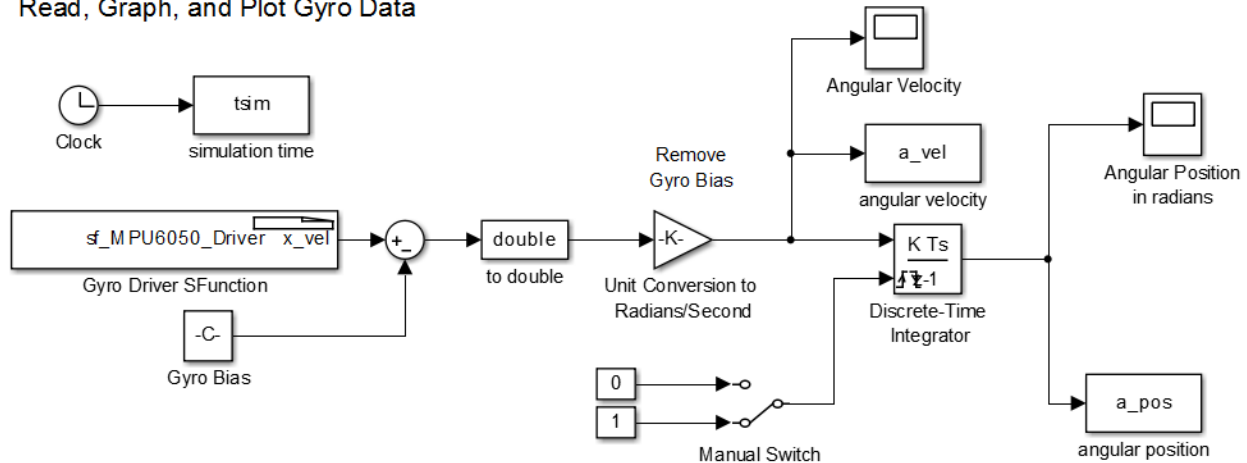 Read, Graph, and Plot Gyro Data
Angular Velocity
tsim
Clock
simulation time
Remove
Gyro Bias
a_vel
angular velocity
Angular Position
in radians
sf_MPU6050_Driver x_vel
Gyro Driver SFunction
+
-
double
to double
-K-
Unit Conversion to
Radians/Second
K Ts
z-1
Discrete-Time
Integrator
-C-
Gyro Bias
0
1
Manual Switch
a_pos
angular position